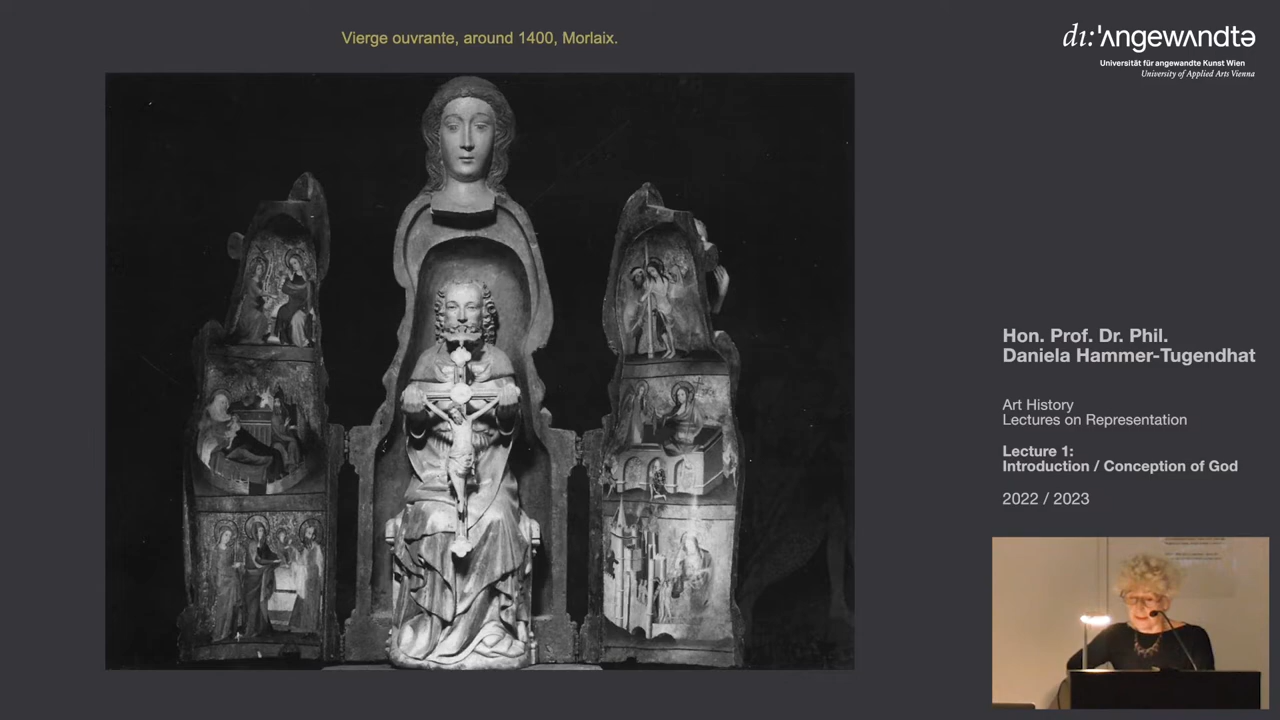 Vierge ouvrante, around 1400, Morlaix.
dı:'ʌngewʌndtə
Universität für angewandte Kunst Wien
University of Applied Arts Vienna
Hon. Prof. Dr. Phil.
Daniela Hammer-Tugendhat
Art History
Lectures on Representation
Lecture 1:
Introduction / Conception of God
2022 / 2023